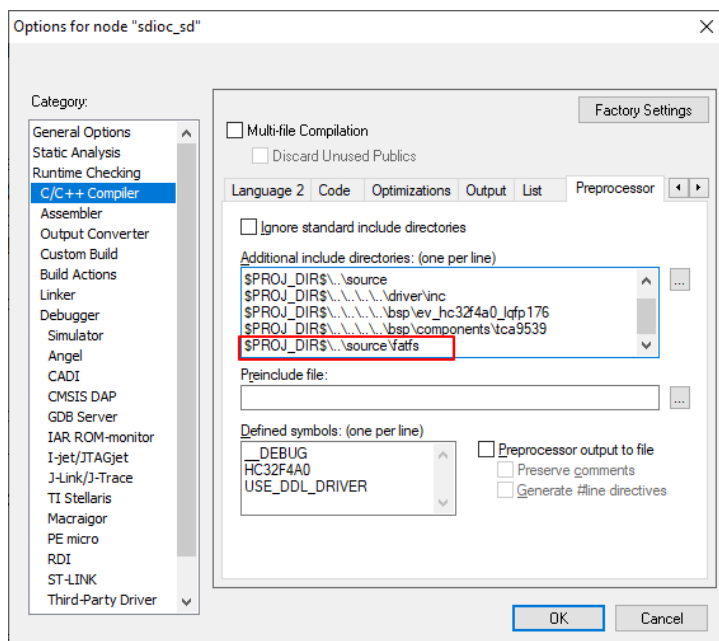 Options for node "sdioc_sd"
Category:
General Options
Static Analysis
Runtime Checking
C/C++ Compiler
Assembler
Output Converter
Custom Build
Build Actions
Linker
Debugger
Simulator
Angel
CADI
CMSIS DAP
GDB Server
IAR ROM-monitor
I-jet/JTAGjet
J-Link/J-Trace
TI Stellaris
Macraigor
PE micro
RDI
ST-LINK
Third-Party Driver
Factory Settings
Multi-file Compilation
Discard Unused Publics
Language 2 Code Optimizations Output List Preprocessor
Ignore standard include directories
Additional include directories: (one per line)
$PROJ_DIR$\..\source
$PROJ_DIR$\..\..\..\..\driver\inc
$PROJ_DIR$\..\..\..\..\bsp\ev_hc32f4a0_lqfp176
$PROJ_DIR$\..\..\..\..\bsp\components\tca9539
$PROJ_DIR$\..\source\fatfs
...
Preinclude file:
...
Defined symbols: (one per line)
__DEBUG
HC32F4A0
USE_DDL_DRIVER
Preprocessor output to file
Preserve comments
Generate #line directives
OK Cancel